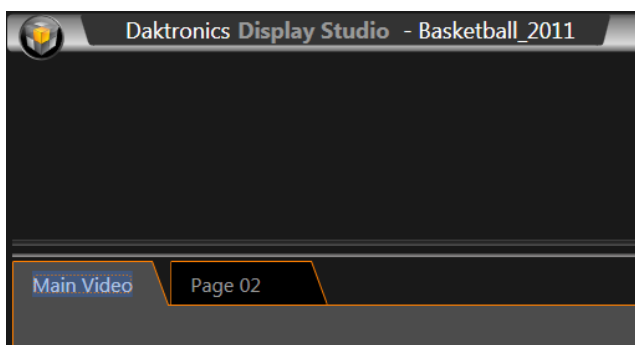 Daktronics Display Studio - Basketball_2011
Main Video Page 02